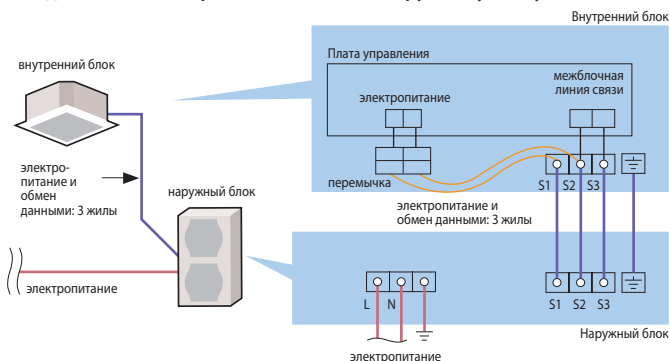 Внутренний блок
внутренний блок
электро-
питание и
обмен
данными: 3 жилы
наружный блок
электропитание
Плата управления
электропитание
межблочная
линия связи
перемычка
S1 S2 S3
электропитание и
обмен данными: 3 жилы
L N
S1 S2 S3
Наружный блок
электропитание